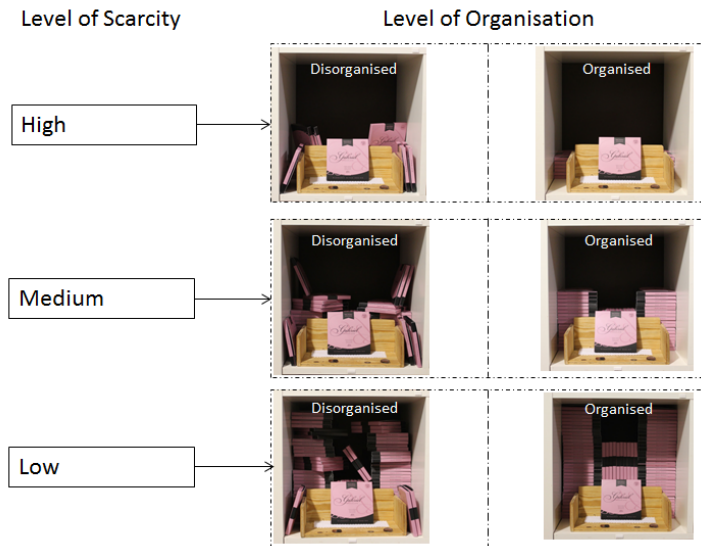 Level of Scarcity
Level of Organisation
Disorganised
Organised
High
Disorganised
Organised
Medium
Disorganised
Organised
Low